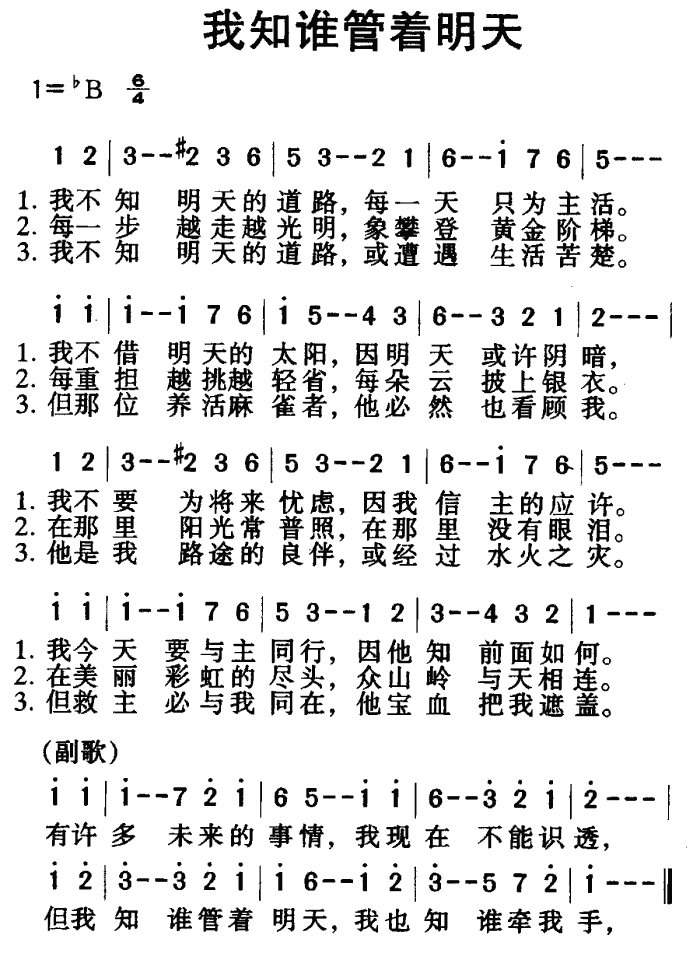 我知谁管着明天
1=♭B 6/4
1 2 | 3--♯2 3 6 | 5 3--2 1 | 6--i 7 6 | 5---
1. 我不 知 明天的道路，每一 天 只为主活。
2. 每一 步 越走越光明，象攀 登 黄金阶梯。
3. 我不 知 明天的道路，或遭 遇 生活苦楚。
i i | i--i 7 6 | i 5--4 3 | 6--3 2 1 | 2--- |
1. 我不 借 明天的 太阳，因明 天 或许阴暗，
2. 每重 担 越挑越 轻省，每朵 云 披上银衣。
3. 但那 位 养活麻 雀者，他必 然 也看顾我。
1 2 | 3--♯2 3 6 | 5 3--2 1 | 6--i 7 6 | 5---
1. 我不 要 为将来 忧虑，因我 信 主的应许。
2. 在那 里 阳光常 普照，在那 里 没有眼泪。
3. 他是 我 路途的 良伴，或经 过 水火之灾。
i i | i--i 7 6 | 5 3--1 2 | 3--4 3 2 | 1---
1. 我今 天 要与主 同行，因他 知 前面如何。
2. 在美 丽 彩虹的 尽头，众山 岭 与天相连。
3. 但救 主 必与我 同在，他宝 血 把我遮盖。
(副歌)
i i | i--7 2̇ i | 6 5--i i | 6--3̇ 2̇ i | 2̇--- |
有许 多 未来的 事情，我现 在 不能识透，
i 2̇ | 3̇--3̇ 2̇ i | i 6--i 2̇ | 3̇--5 7 2̇ | i--- ‖
但我 知 谁管着 明天，我也 知 谁牵我手，